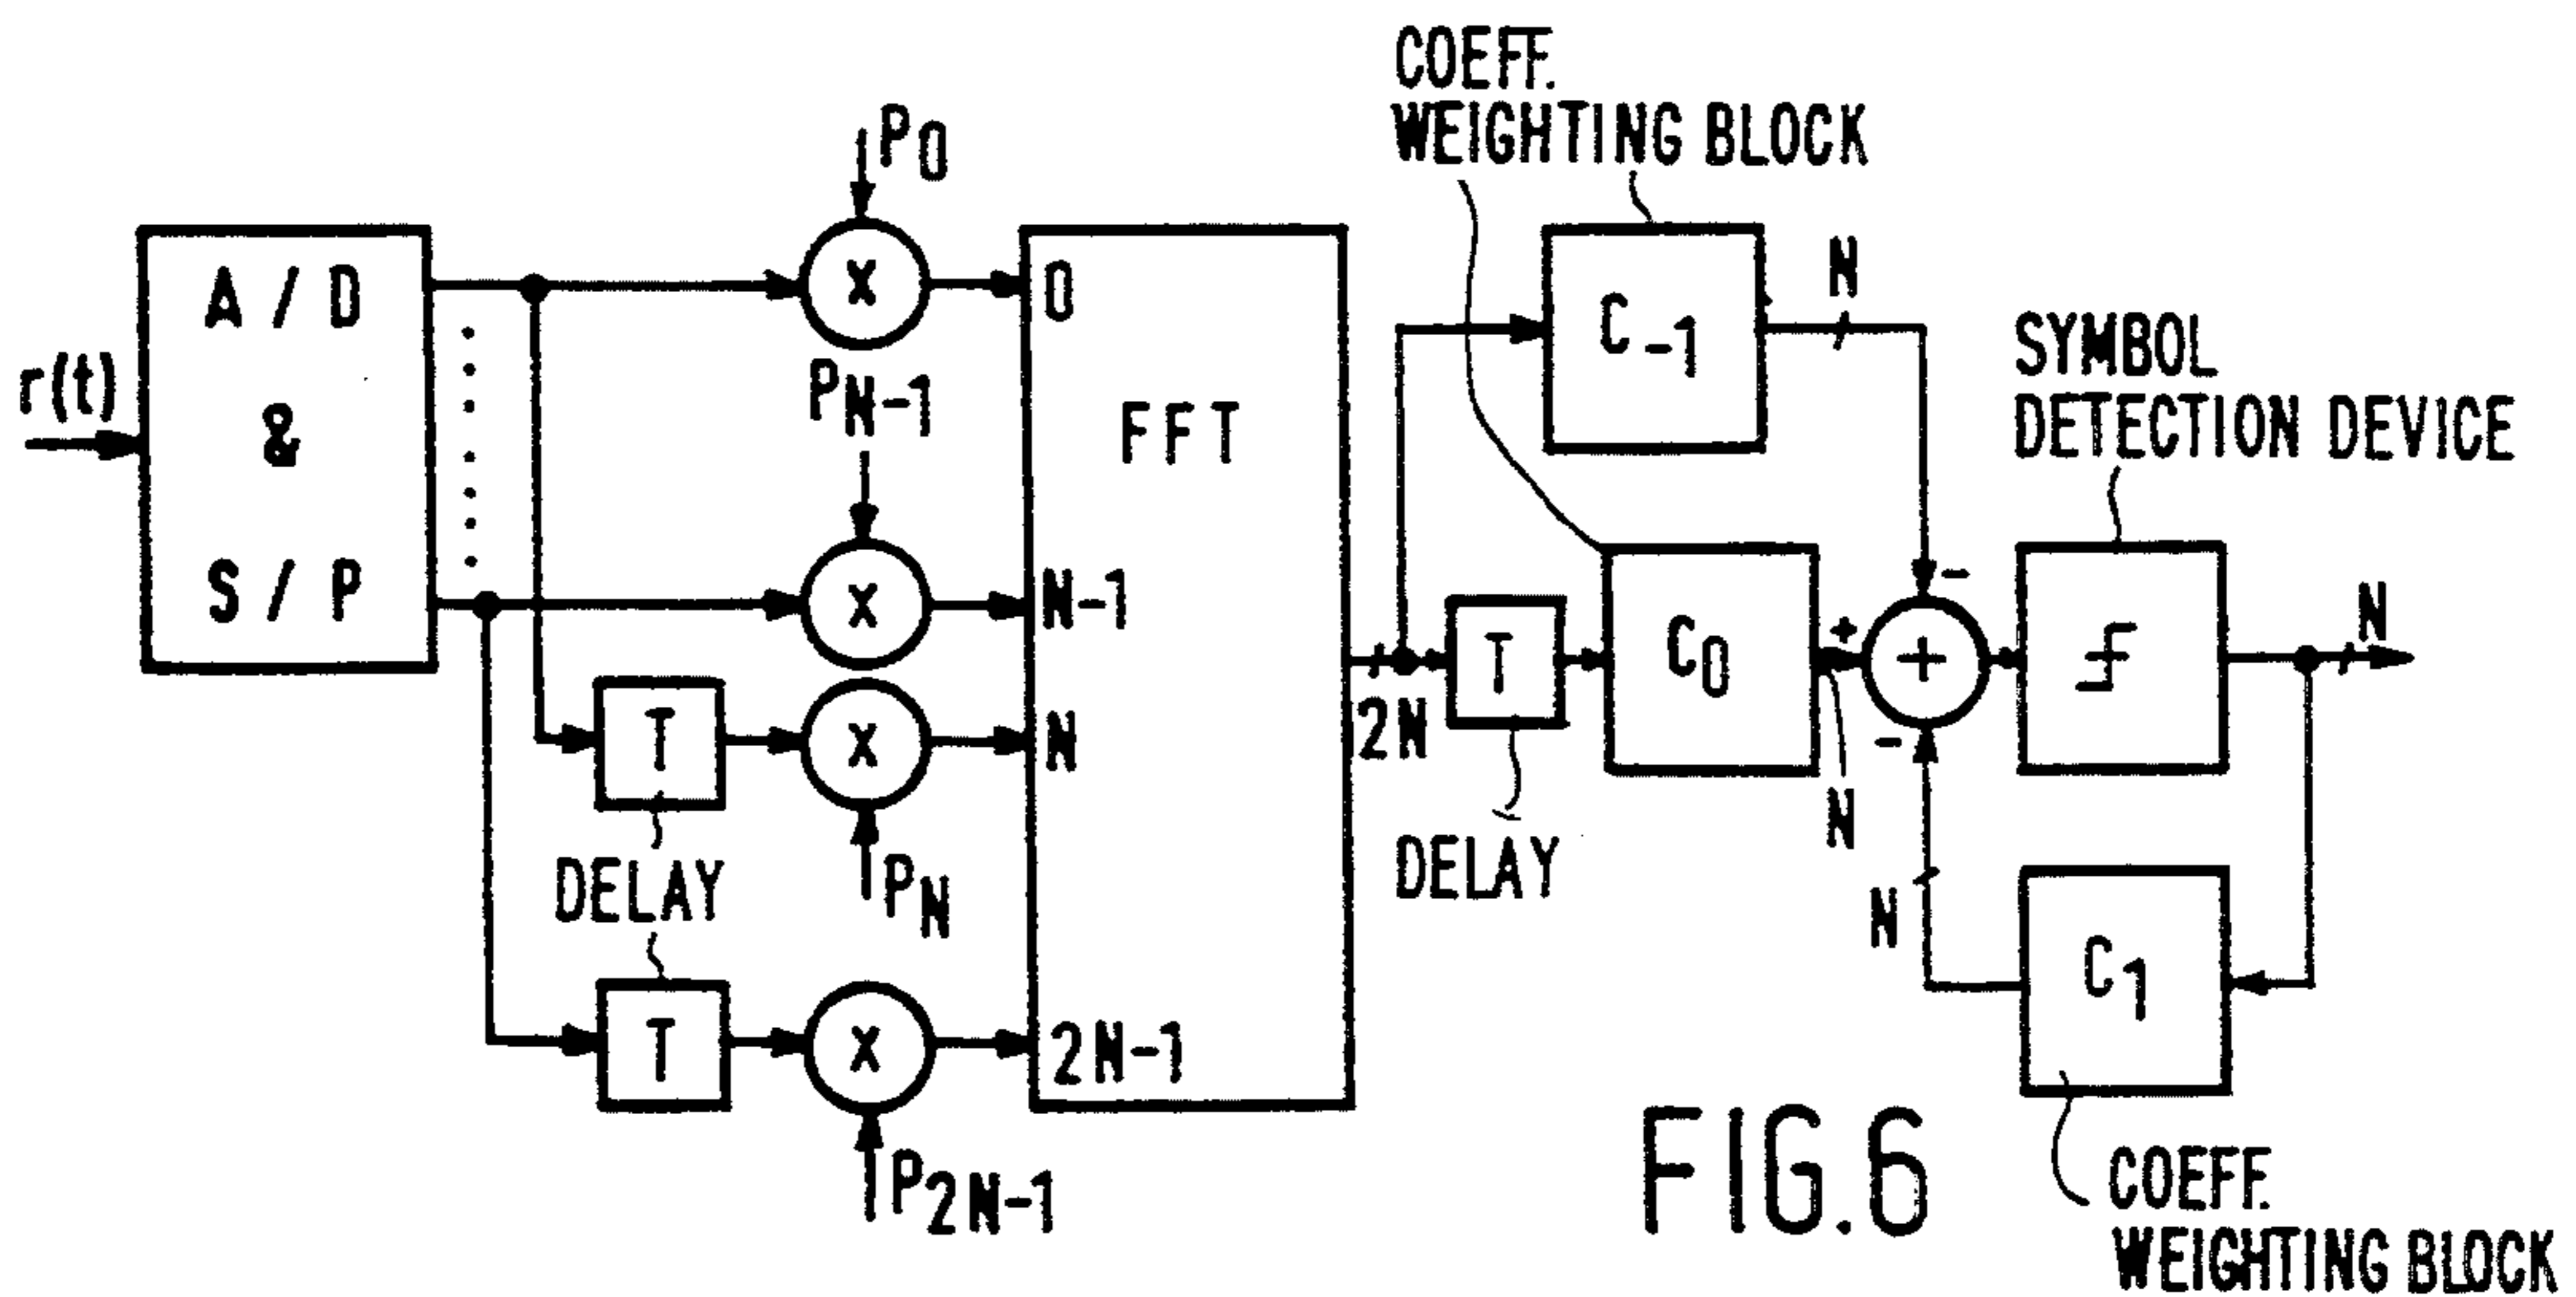 COEFF.
WEIGHTING BLOCK
P0
A / D
&
S / P
r(t)
X
0
PN-1
FFT
C-1
N
SYMBOL
DETECTION DEVICE
X
N-1
T
X
N
2N
T
C0
+
-
-
+
N
N
DELAY
PN
DELAY
N
C1
T
X
2N-1
P2N-1
FIG.6
COEFF.
WEIGHTING BLOCK